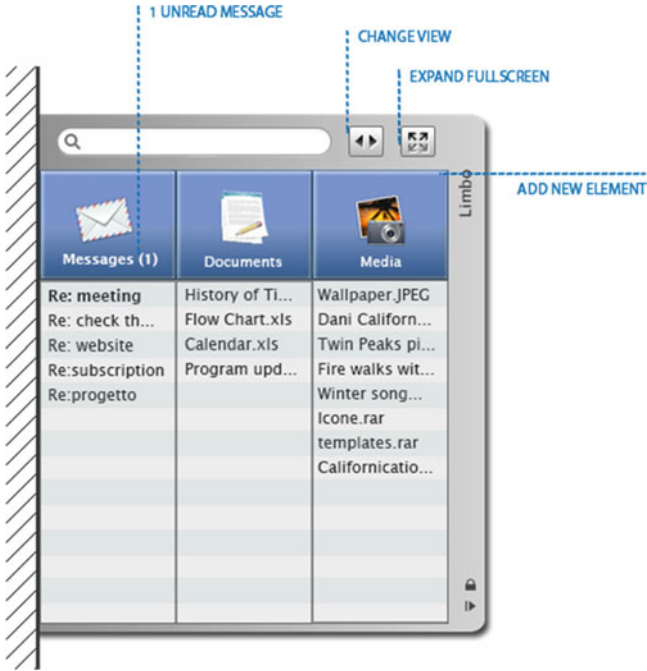 1 UNREAD MESSAGE
CHANGE VIEW
EXPAND FULLSCREEN
ADD NEW ELEMENT
Limbo
Messages (1)
Documents
Media
Re: meeting
Re: check th...
Re: website
Re:subscription
Re:progetto
History of Ti...
Flow Chart.xls
Calendar.xls
Program upd...
Wallpaper.JPEG
Dani Californ...
Twin Peaks pi...
Fire walks wit...
Winter song...
Icone.rar
templates.rar
Californicatio...